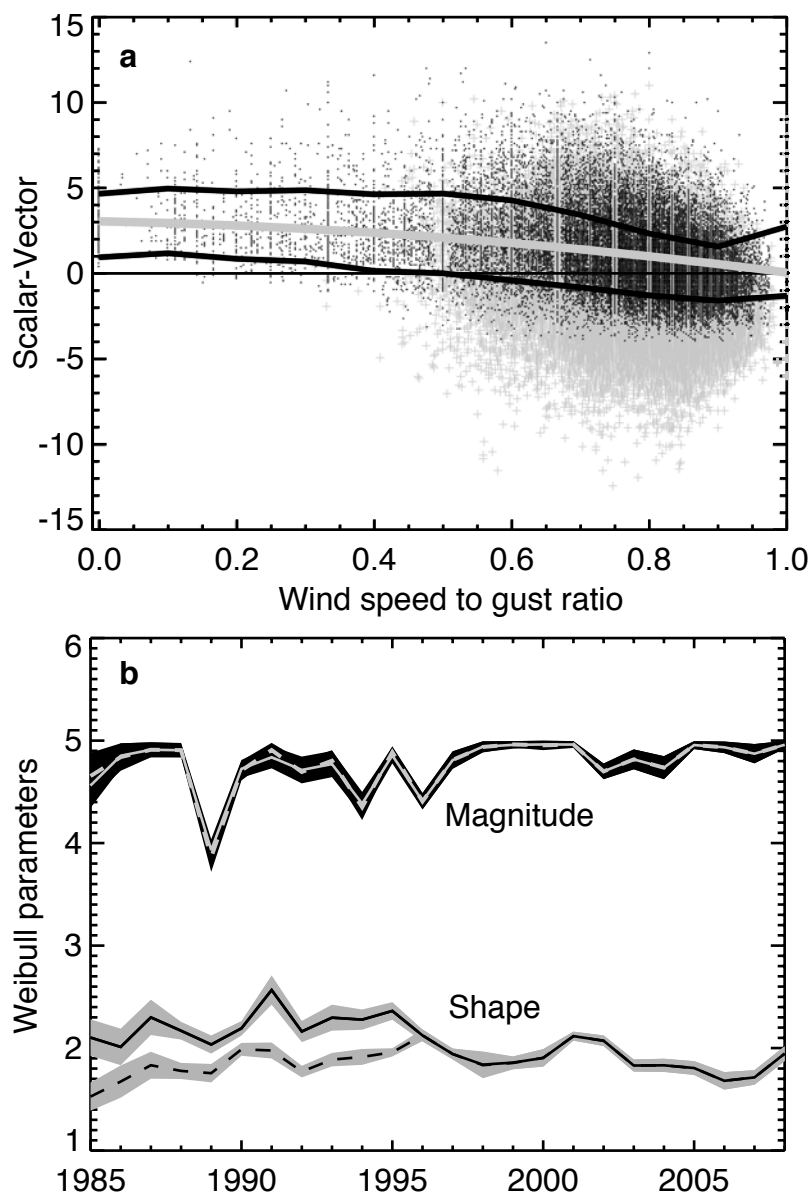 a
15
10
5
0
-5
-10
-15
Scalar-Vector
0.0 0.2 0.4 0.6 0.8 1.0
Wind speed to gust ratio
b
6
5
4
3
2
1
Weibull parameters
Magnitude
Shape
1985 1990 1995 2000 2005